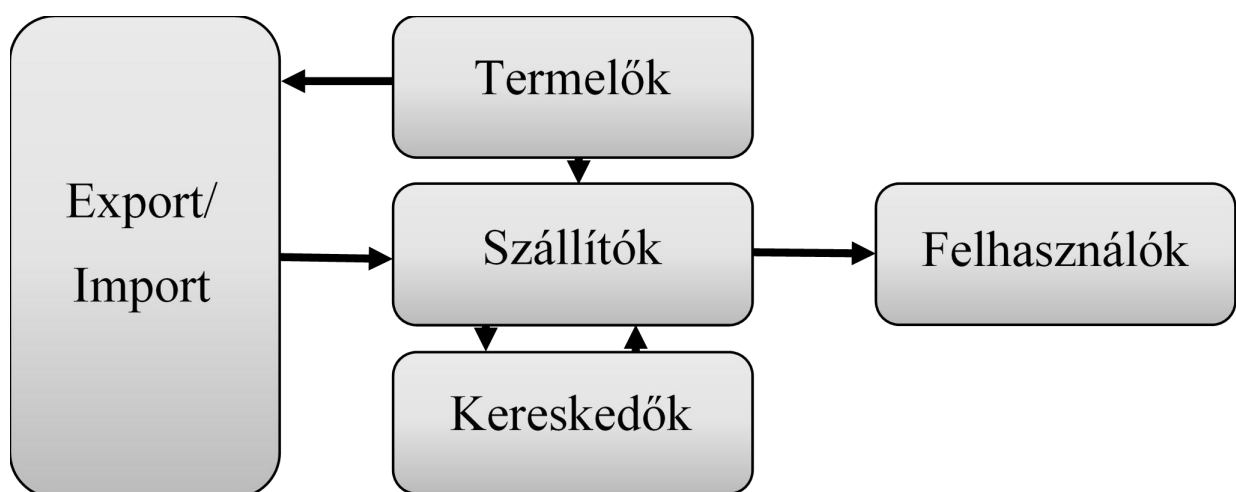 Termelők
Export/
Import
Szállítók
Felhasználók
Kereskedők